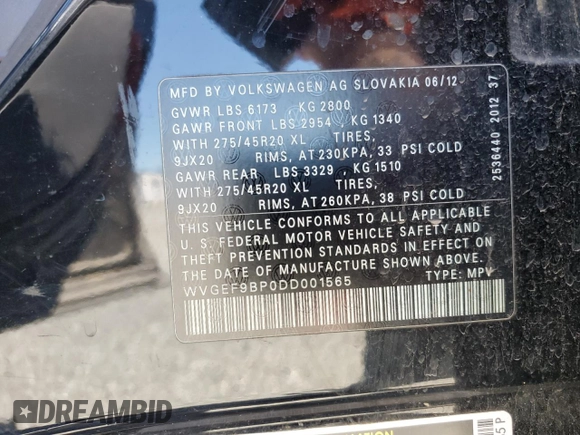 MFD BY VOLKSWAGEN AG SLOVAKIA 06/12
GVWR LBS 6173 KG 2800
GAWR FRONT LBS 2954 KG 1340
WITH 275/45R20 XL TIRES,
9JX20 RIMS, AT 230KPA, 33 PSI COLD
GAWR REAR LBS 3329 KG 1510
WITH 275/45R20 XL TIRES,
9JX20 RIMS, AT 260KPA, 38 PSI COLD
THIS VEHICLE CONFORMS TO ALL APPLICABLE
U.S. FEDERAL MOTOR VEHICLE SAFETY AND
THEFT PREVENTION STANDARDS IN EFFECT ON
THE DATE OF MANUFACTURE SHOWN ABOVE.
WVGEF9BP0DD001565 TYPE: MPV
2536440 2012 37
DREAMBID